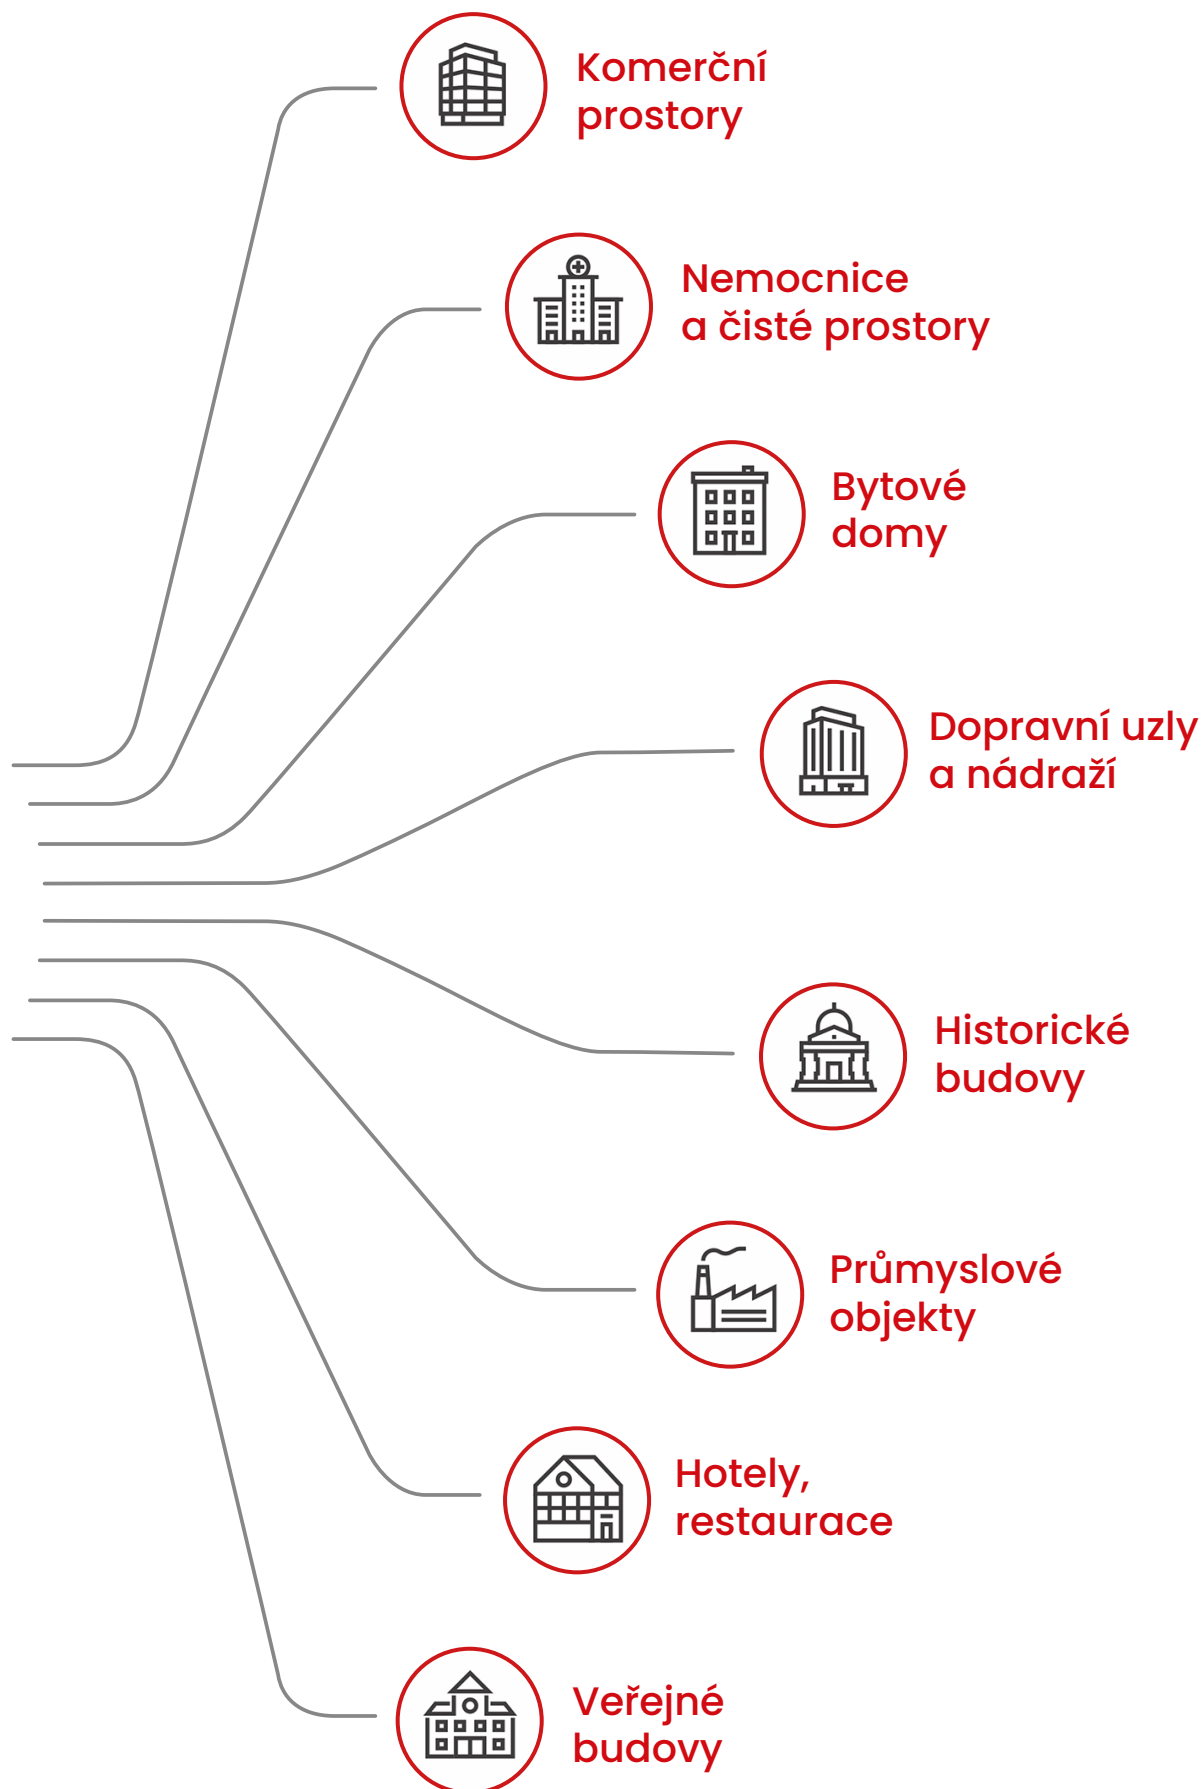 Komerční
prostory
Nemocnice
a čisté prostory
Bytové
domy
Dopravní uzly
a nádraží
Historické
budovy
Průmyslové
objekty
Hotely,
restaurace
Veřejné
budovy